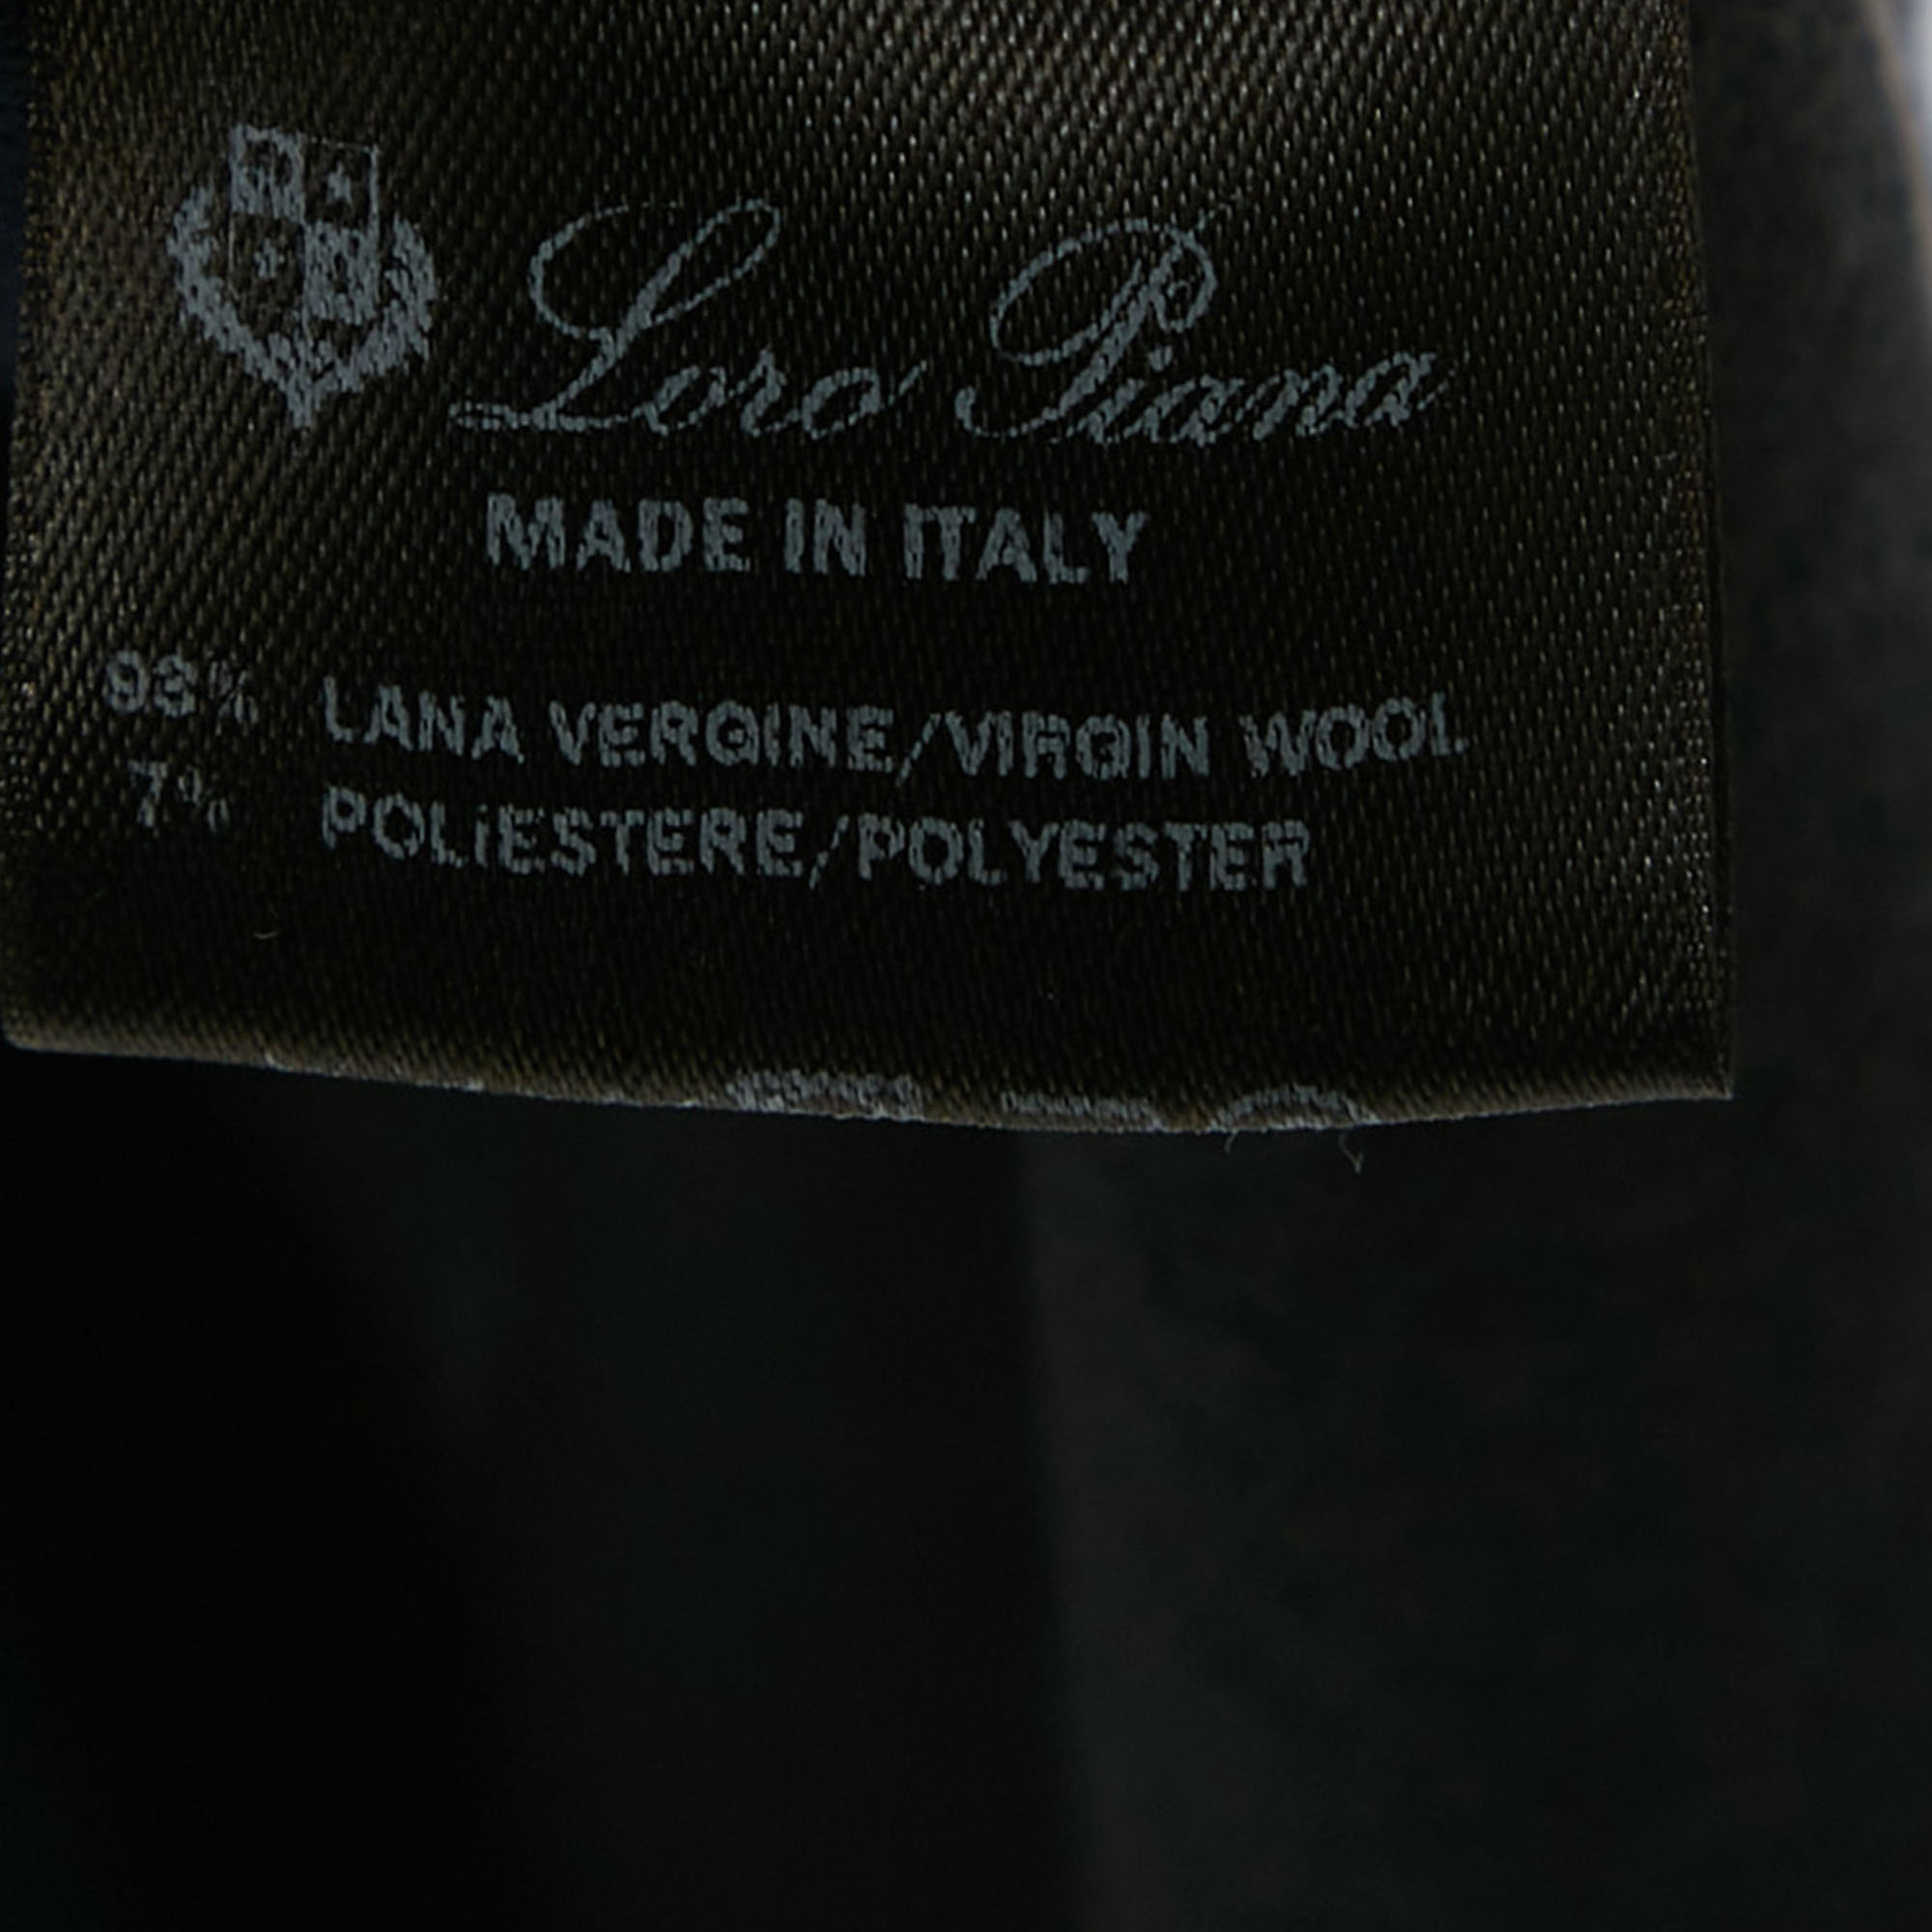 Loro Piana
MADE IN ITALY
93% LANA VERGINE/VIRGIN WOOL
7% POLIESTERE/POLYESTER